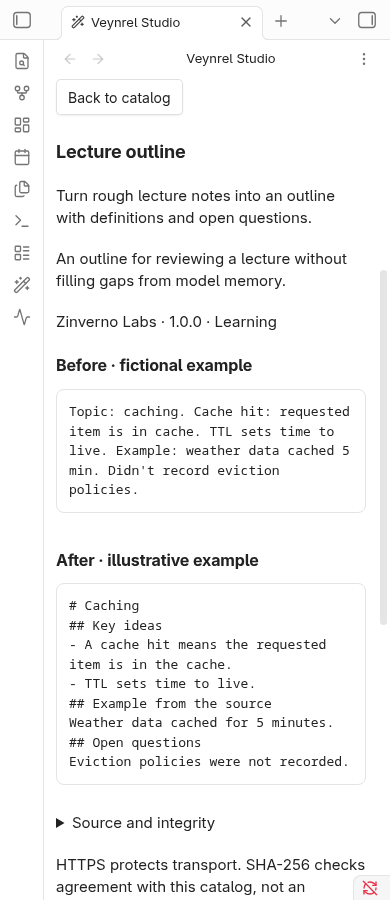 Veynrel Studio
Veynrel Studio
Back to catalog
Lecture outline
Turn rough lecture notes into an outline
with definitions and open questions.
An outline for reviewing a lecture without
filling gaps from model memory.
Zinverno Labs · 1.0.0 · Learning
Before · fictional example
Topic: caching. Cache hit: requested
item is in cache. TTL sets time to
live. Example: weather data cached 5
min. Didn't record eviction
policies.
After · illustrative example
# Caching
## Key ideas
- A cache hit means the requested
item is in the cache.
- TTL sets time to live.
## Example from the source
Weather data cached for 5 minutes.
## Open questions
Eviction policies were not recorded.
Source and integrity
HTTPS protects transport. SHA-256 checks
agreement with this catalog, not an